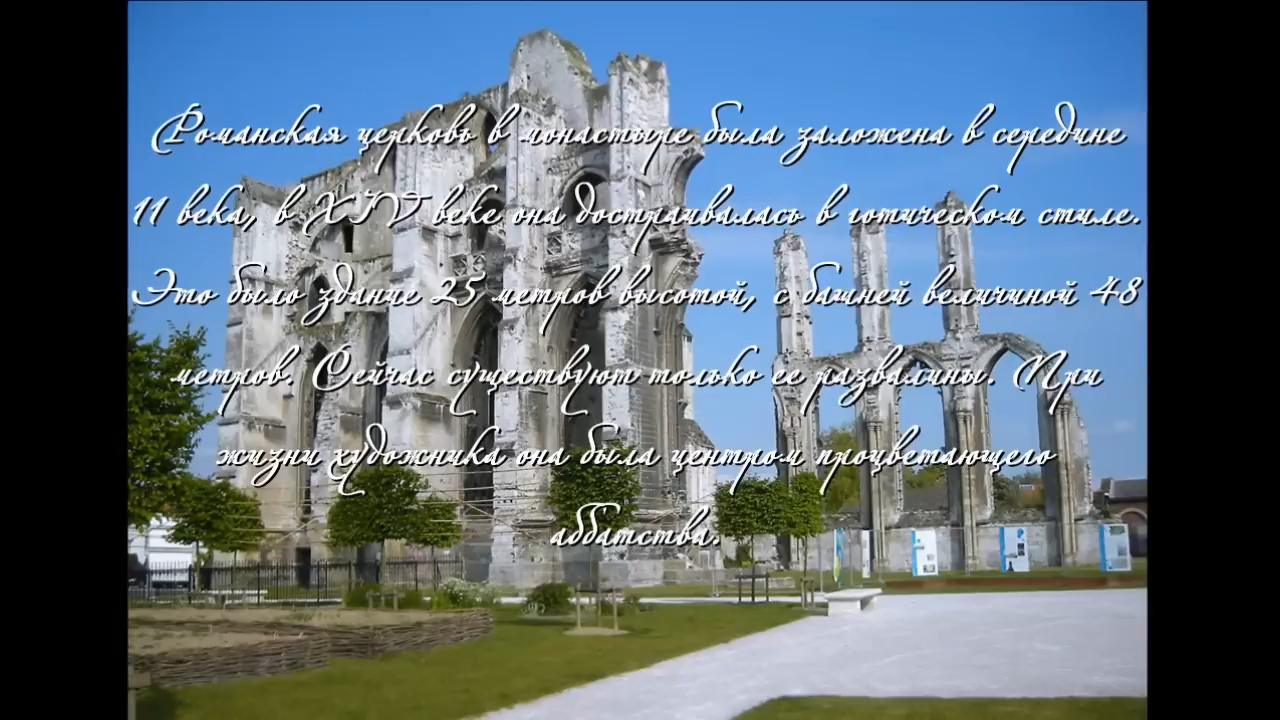 Романская церковь в монастыре была заложена в середине
11 века, в XIV веке она достраивалась в готическом стиле.
Это было здание 25 метров высотой, с башней величиной 48
метров. Сейчас существуют только ее развалины. При
жизни художника она была центром процветающего
аббатства.